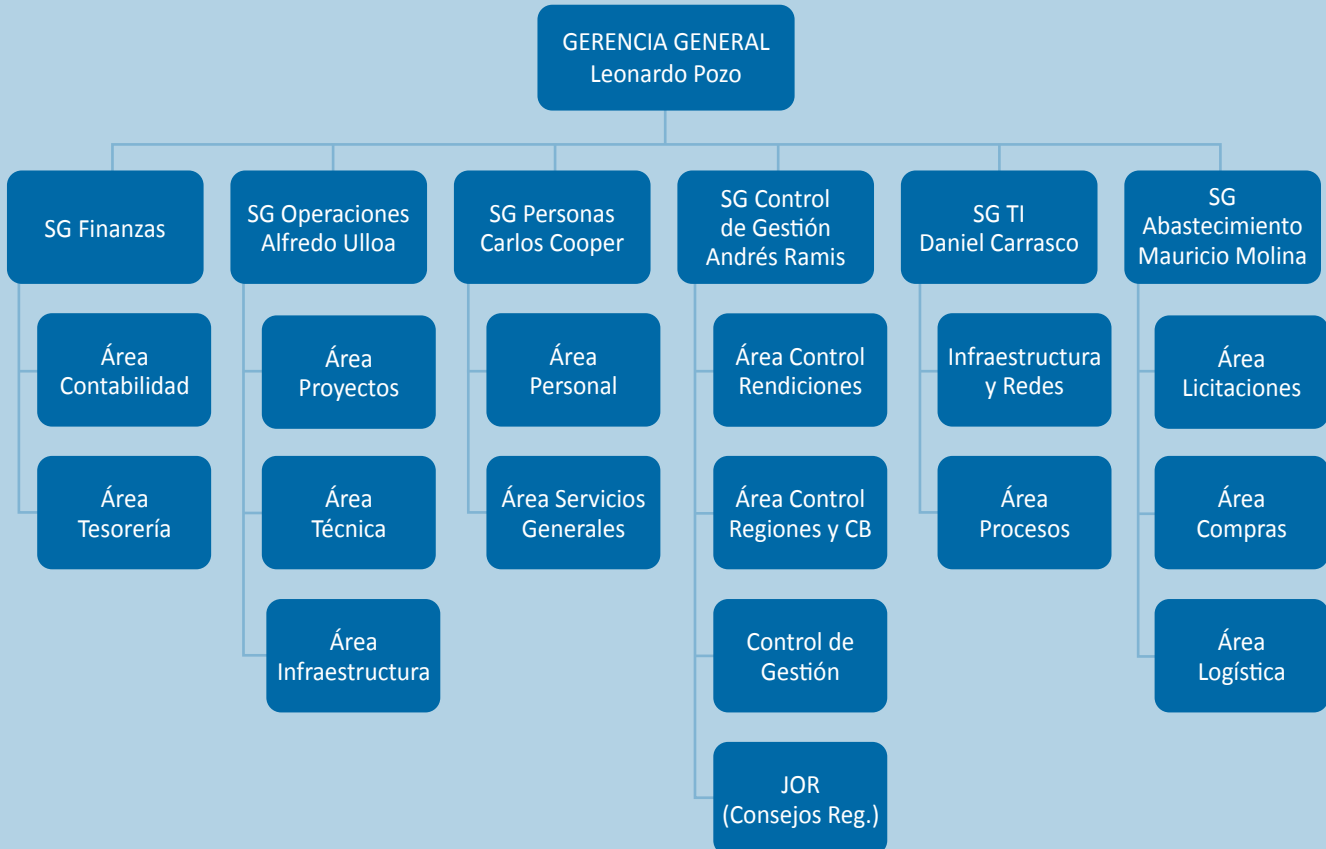 GERENCIA GENERAL
Leonardo Pozo
SG Finanzas
SG Operaciones
Alfredo Ulloa
SG Personas
Carlos Cooper
SG Control
de Gestión
Andrés Ramis
SG TI
Daniel Carrasco
SG
Abastecimiento
Mauricio Molina
Área
Contabilidad
Área
Proyectos
Área
Personal
Área Control
Rendiciones
Infraestructura
y Redes
Área
Licitaciones
Área
Tesorería
Área
Técnica
Área Servicios
Generales
Área Control
Regiones y CB
Área
Procesos
Área
Compras
Área
Infraestructura
Control de
Gestión
Área
Logística
JOR
(Consejos Reg.)